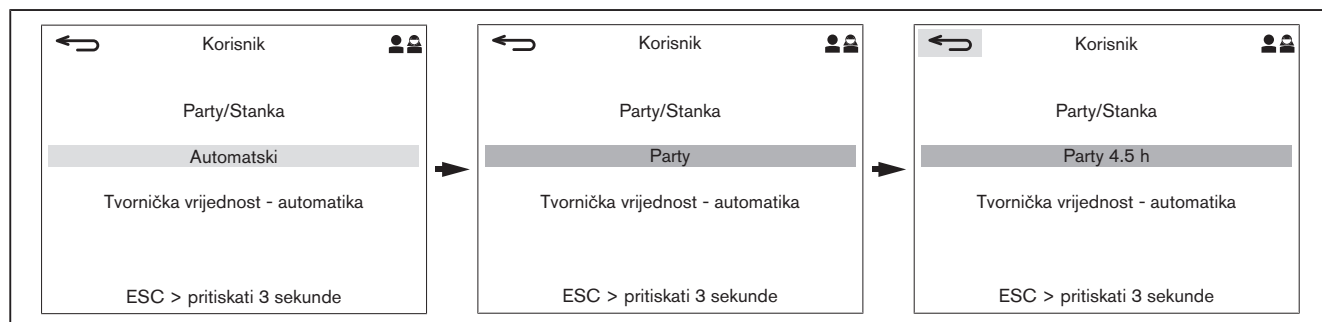 Korisnik
Party/Stanka
Automatski
Tvornička vrijednost - automatika
ESC > pritiskati 3 sekunde
Korisnik
Party/Stanka
Party
Tvornička vrijednost - automatika
ESC > pritiskati 3 sekunde
Korisnik
Party/Stanka
Party 4.5 h
Tvornička vrijednost - automatika
ESC > pritiskati 3 sekunde